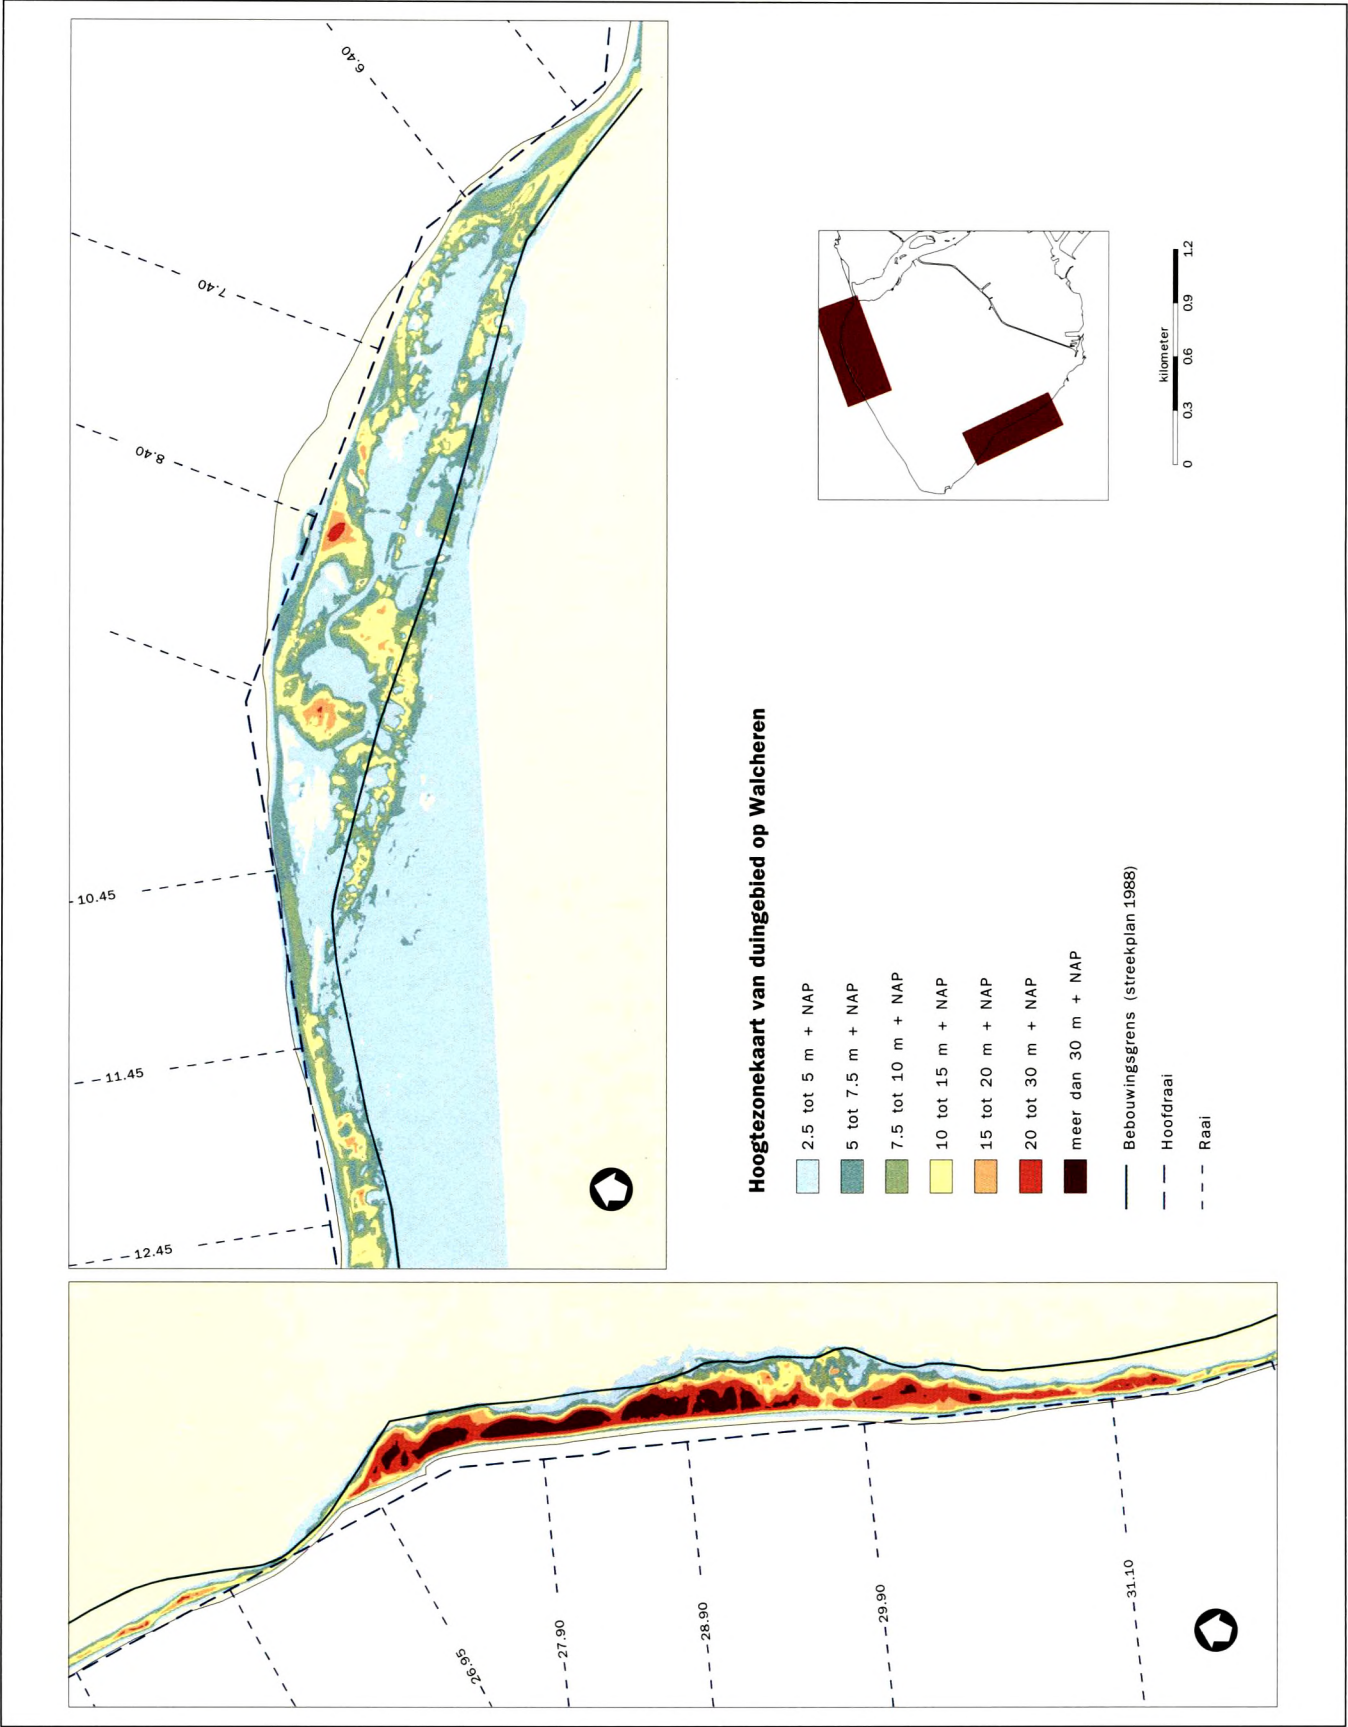 6.40
7.40
8.40
10.45
11.45
12.45
26.95
27.90
28.90
29.90
31.10
Hoogtezonekaart van duingebied op Walcheren
2.5 tot 5 m + NAP
5 tot 7.5 m + NAP
7.5 tot 10 m + NAP
10 tot 15 m + NAP
15 tot 20 m + NAP
20 tot 30 m + NAP
meer dan 30 m + NAP
Bebouwingsgrens (streekplan 1988)
Hoofdraai
Raai
kilometer
0 0.3 0.6 0.9 1.2